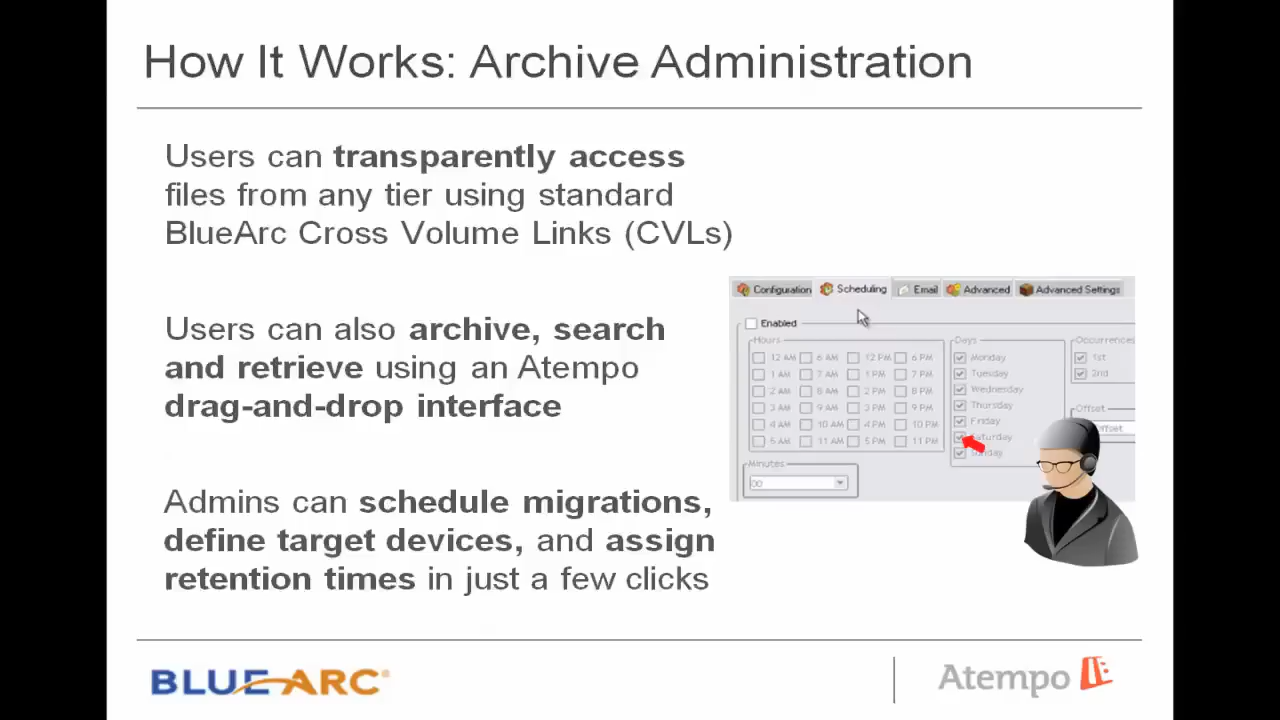 How It Works: Archive Administration
Users can transparently access
files from any tier using standard
BlueArc Cross Volume Links (CVLs)
Users can also archive, search
and retrieve using an Atempo
drag-and-drop interface
Admins can schedule migrations,
define target devices, and assign
retention times in just a few clicks
Configuration Scheduling Email Advanced Advanced Settings
Enabled
Hours Days Occurrences
12 AM 6 AM 12 PM 6 PM Monday 1st
1 AM 7 AM 1 PM 7 PM Tuesday 2nd
2 AM 8 AM 2 PM 8 PM Wednesday
3 AM 9 AM 3 PM 9 PM Thursday Offset
4 AM 10 AM 4 PM 10 PM Friday Offset
5 AM 11 AM 5 PM 11 PM Saturday
Sunday
Minutes
00
BLUEARC®
Atempo